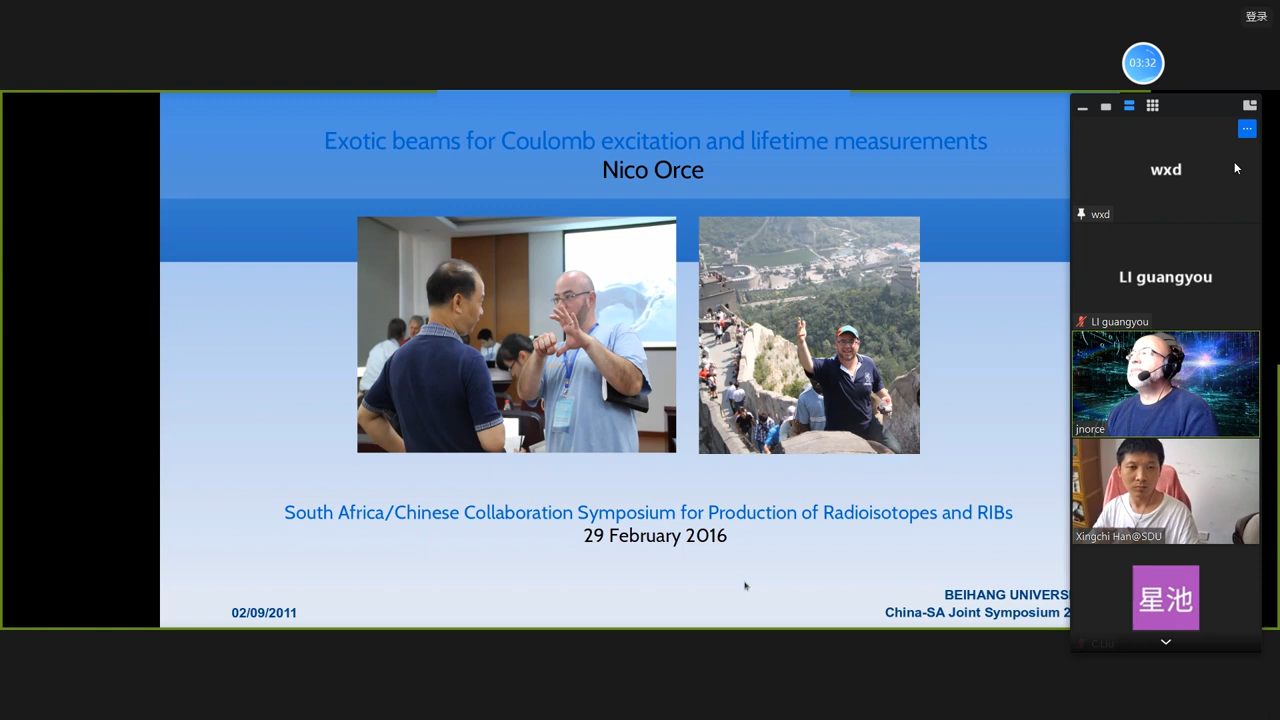 登录
03:32
Exotic beams for Coulomb excitation and lifetime measurements
Nico Orce
South Africa/Chinese Collaboration Symposium for Production of Radioisotopes and RIBs
29 February 2016
02/09/2011
BEIHANG UNIVERS
China-SA Joint Symposium 2
wxd
wxd
LI guangyou
LI guangyou
jnorce
Xingchi Han@SDU
星池
C.Liu